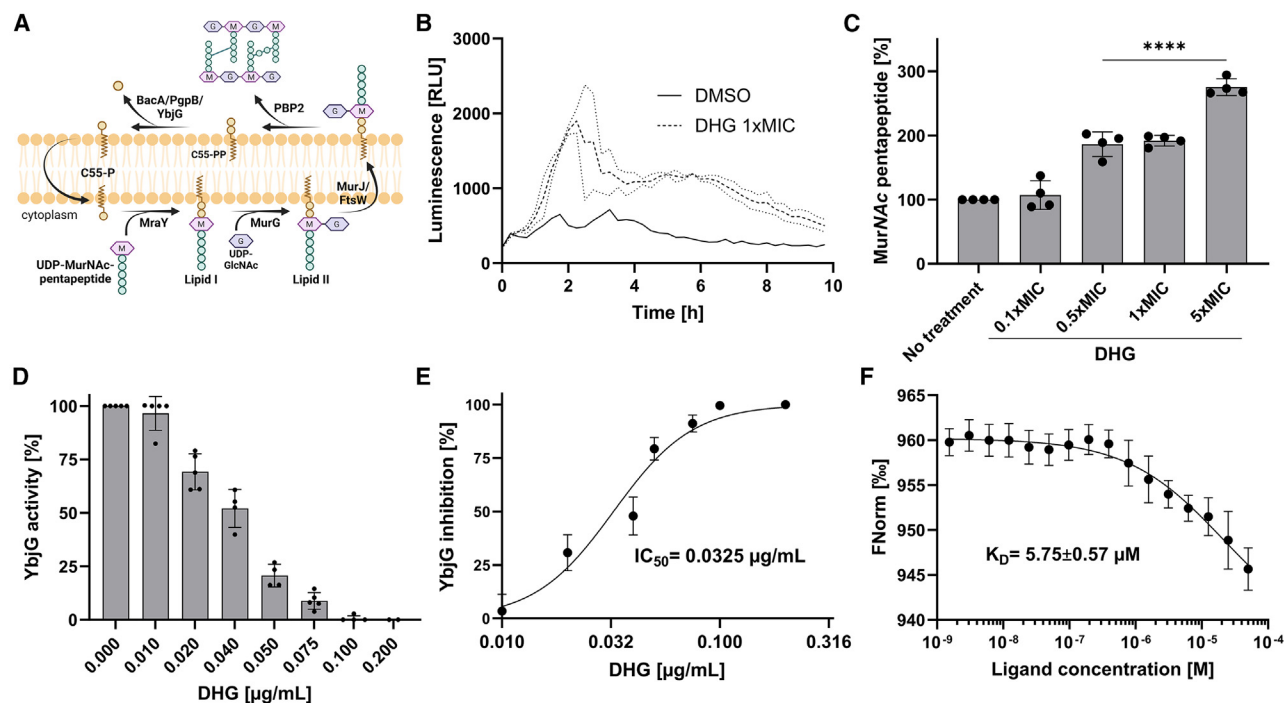 A
G
M
G
M
M
G
M
G
BacA/PgpB/
YbjG
PBP2
G
M
C55-PP
C55-P
MurJ/
FtsW
cytoplasm
MraY
M
M
MurG
G
M
G
UDP-
GlcNAc
UDP-MurNAc-
pentapeptide
Lipid I
Lipid II
B
Luminescence [RLU]
3000
2000
1000
0
DMSO
DHG 1xMIC
0 2 4 6 8 10
Time [h]
C
MurNAc pentapeptide [%]
300
200
100
0
****
No treatment
0.1xMIC
0.5xMIC
1xMIC
5xMIC
DHG
D
YbjG activity [%]
100
75
50
25
0
0.000
0.010
0.020
0.040
0.050
0.075
0.100
0.200
DHG [µg/mL]
E
YbjG inhibition [%]
100
75
50
25
0
IC50= 0.0325 µg/mL
0.010 0.032 0.100 0.316
DHG [µg/mL]
F
FNorm [‰]
965
960
955
950
945
940
KD= 5.75±0.57 µM
10-9 10-8 10-7 10-6 10-5 10-4
Ligand concentration [M]